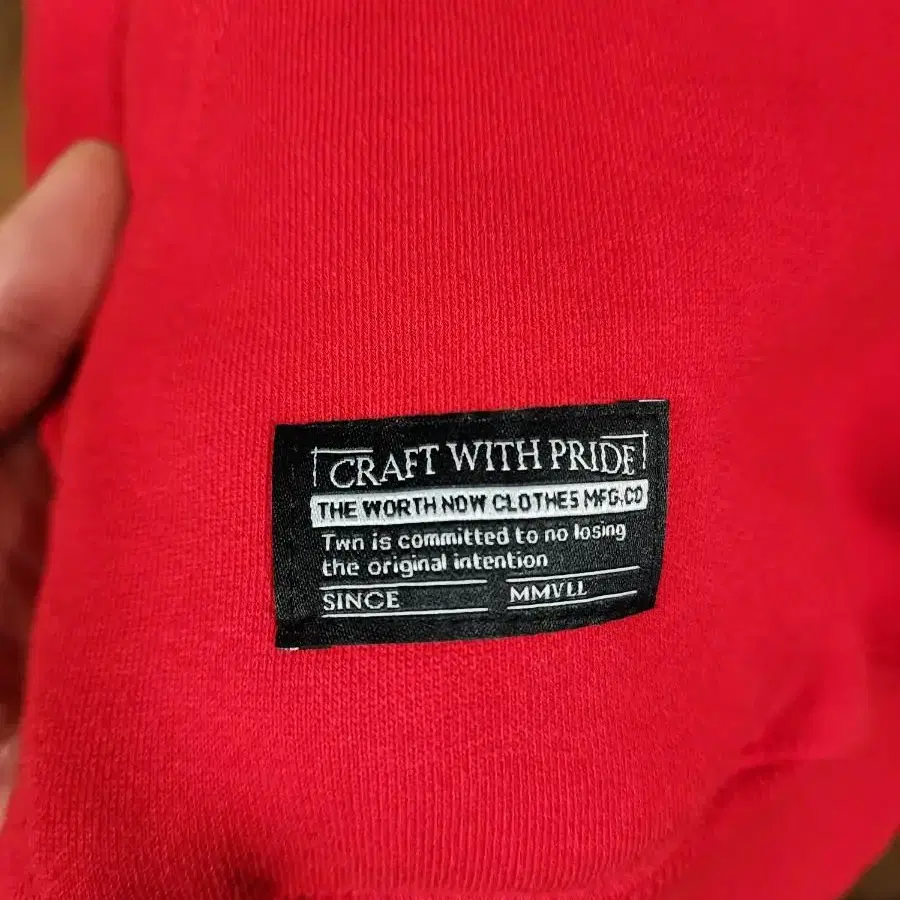 CRAFT WITH PRIDE
THE WORTH NOW CLOTHES MFG.CO
Twn is committed to no losing
the original intention
SINCE MMVLL